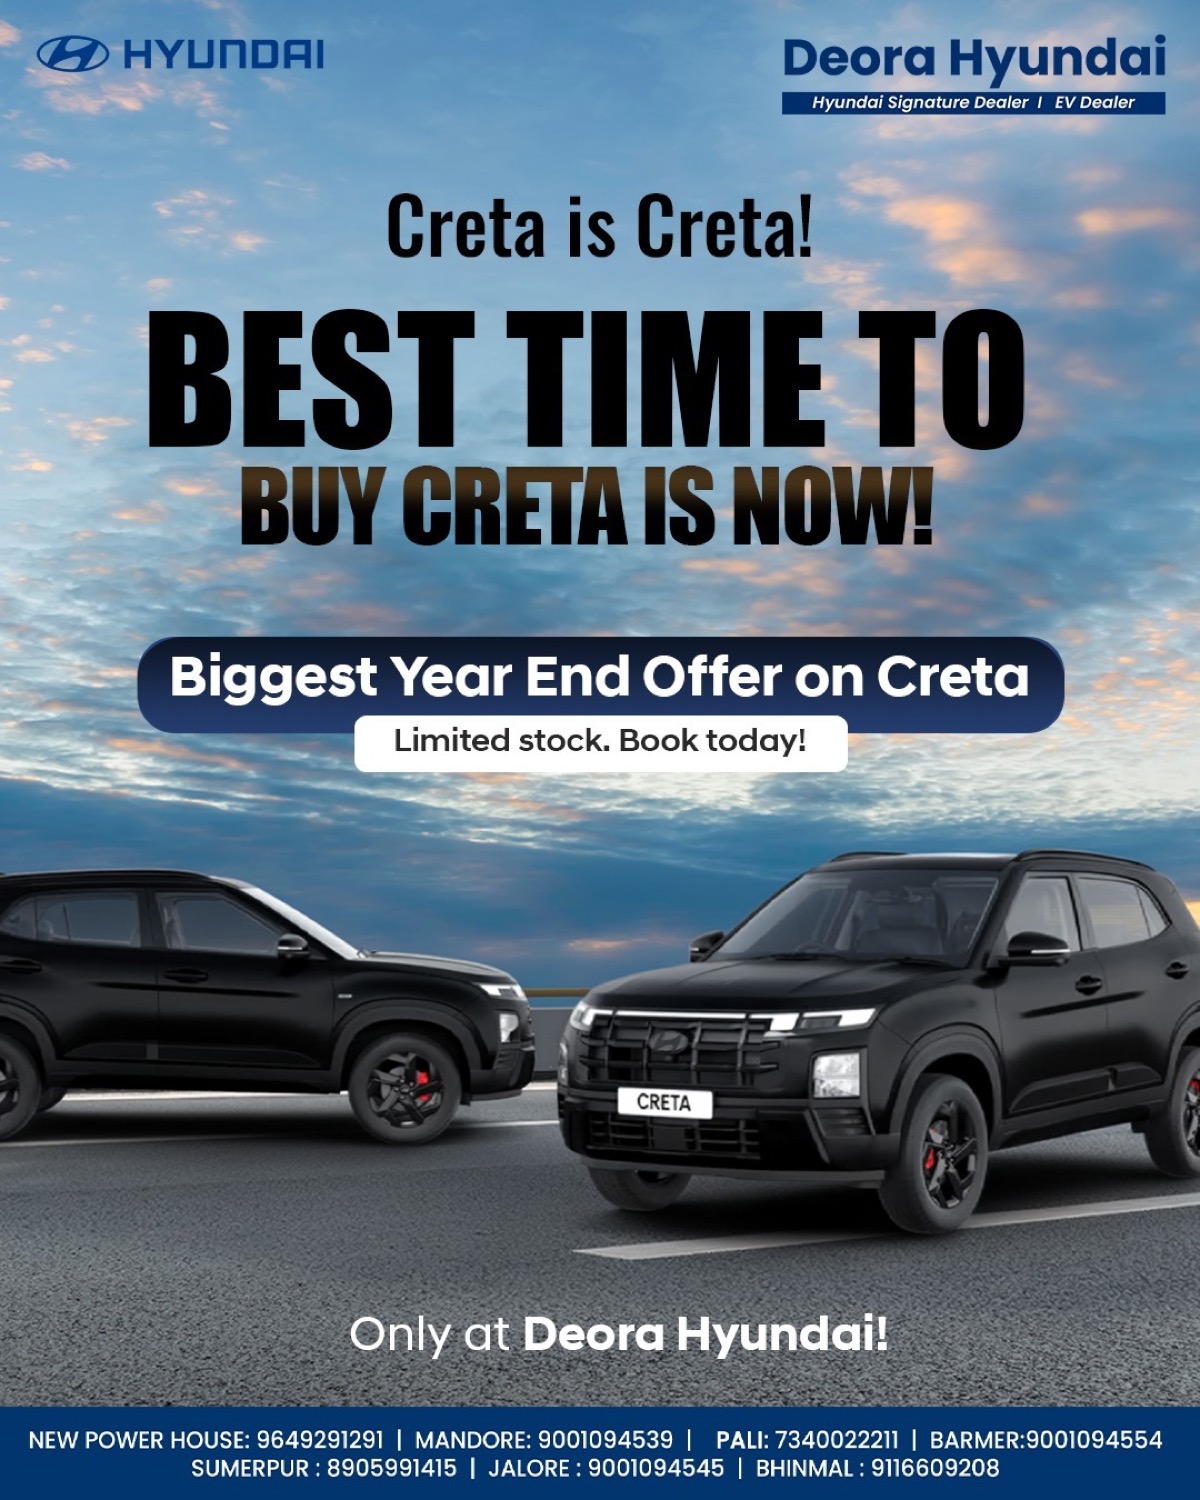 HYUNDAI
Deora Hyundai
Hyundai Signature Dealer I EV Dealer
Creta is Creta!
BEST TIME TO
BUY CRETA IS NOW!
Biggest Year End Offer on Creta
Limited stock. Book today!
CRETA
Only at Deora Hyundai!
NEW POWER HOUSE: 9649291291 | MANDORE: 9001094539 | PALI: 7340022211 | BARMER:9001094554
SUMERPUR : 8905991415 | JALORE : 9001094545 | BHINMAL : 9116609208